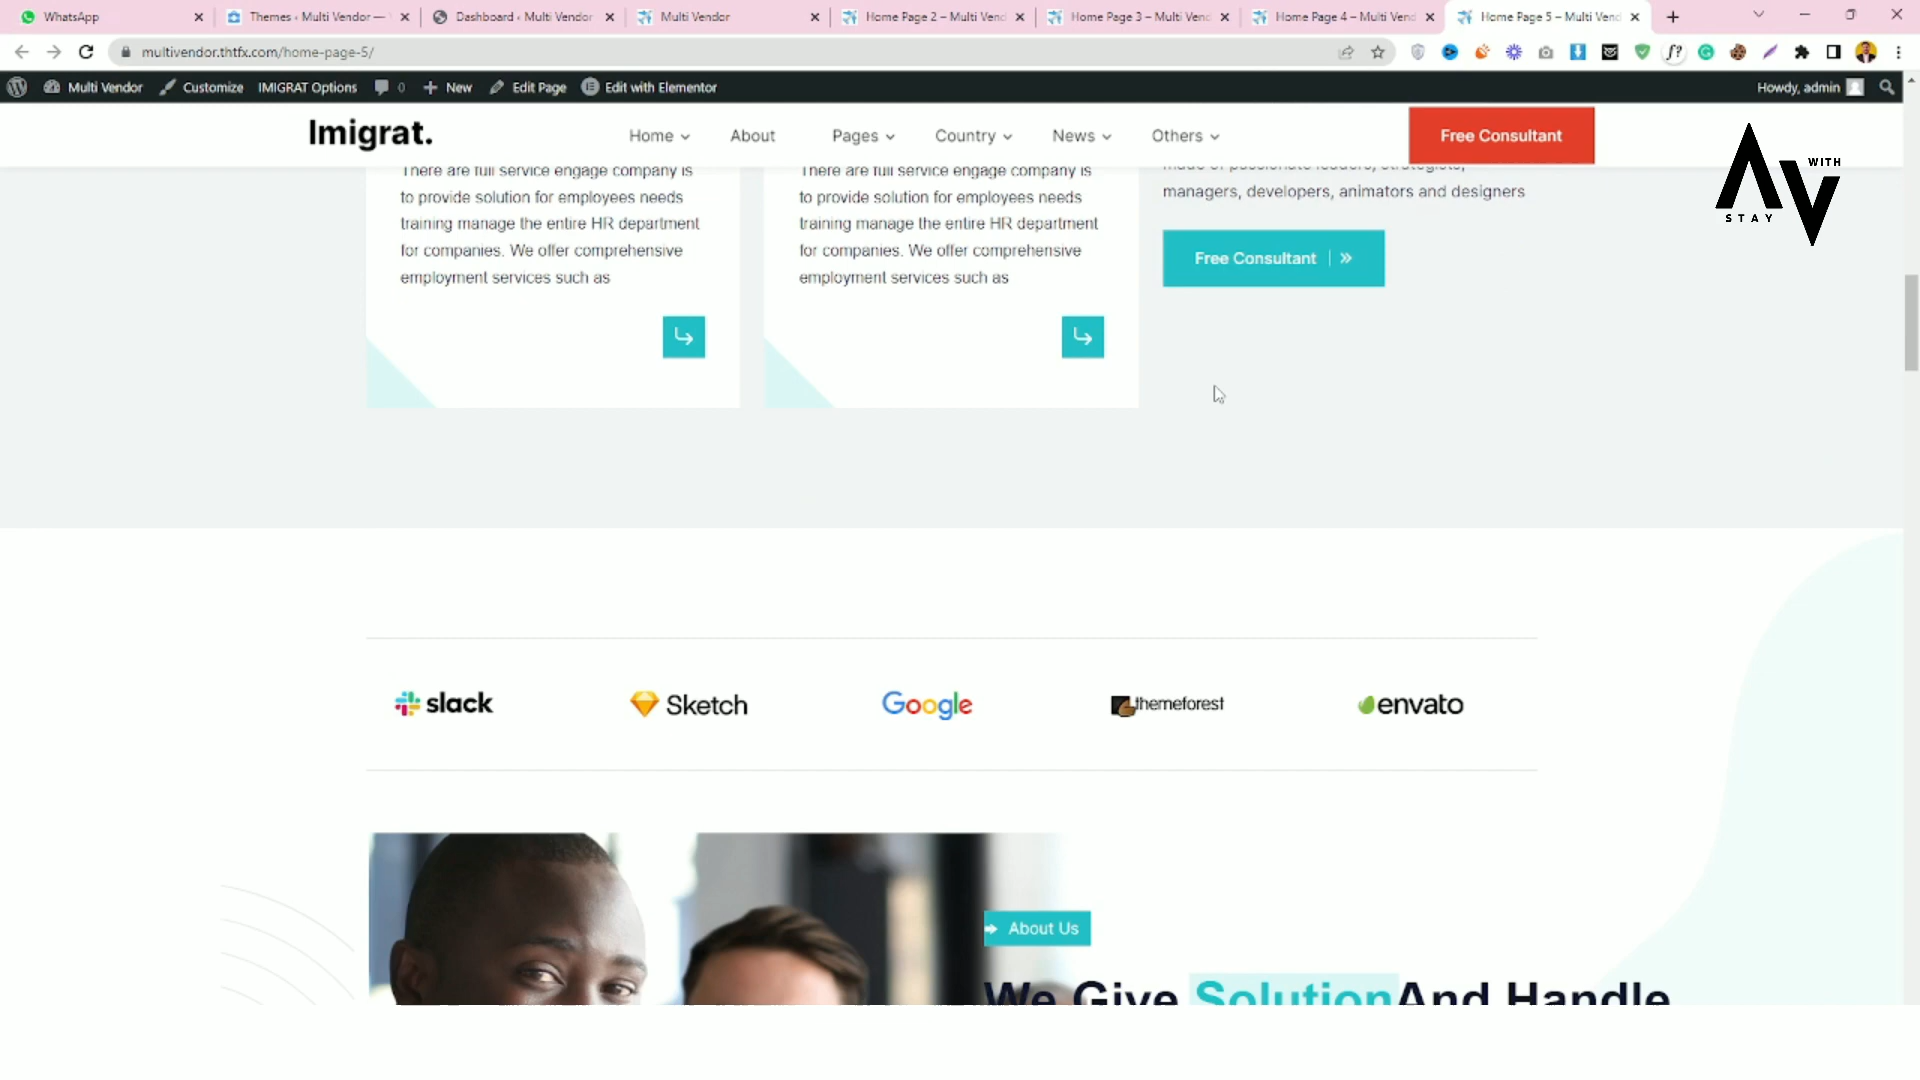 WhatsApp
Themes ‹ Multi Vendor —
Dashboard ‹ Multi Vendor
Multi Vendor
Home Page 2 – Multi Vend
Home Page 3 – Multi Vend
Home Page 4 – Multi Vend
Home Page 5 – Multi Vend
multivendor.thtfx.com/home-page-5/
Multi Vendor
Customize
IMIGRAT Options
0
New
Edit Page
Edit with Elementor
Howdy, admin
Imigrat.
Home
About
Pages
Country
News
Others
Free Consultant
STAY
WITH
AV
There are full service engage company is
to provide solution for employees needs
training manage the entire HR department
for companies. We offer comprehensive
employment services such as
There are full service engage company is
to provide solution for employees needs
training manage the entire HR department
for companies. We offer comprehensive
employment services such as
made of passionate leaders, strategists,
managers, developers, animators and designers
Free Consultant
slack
Sketch
Google
themeforest
envato
About Us
We Give Solution And Handle